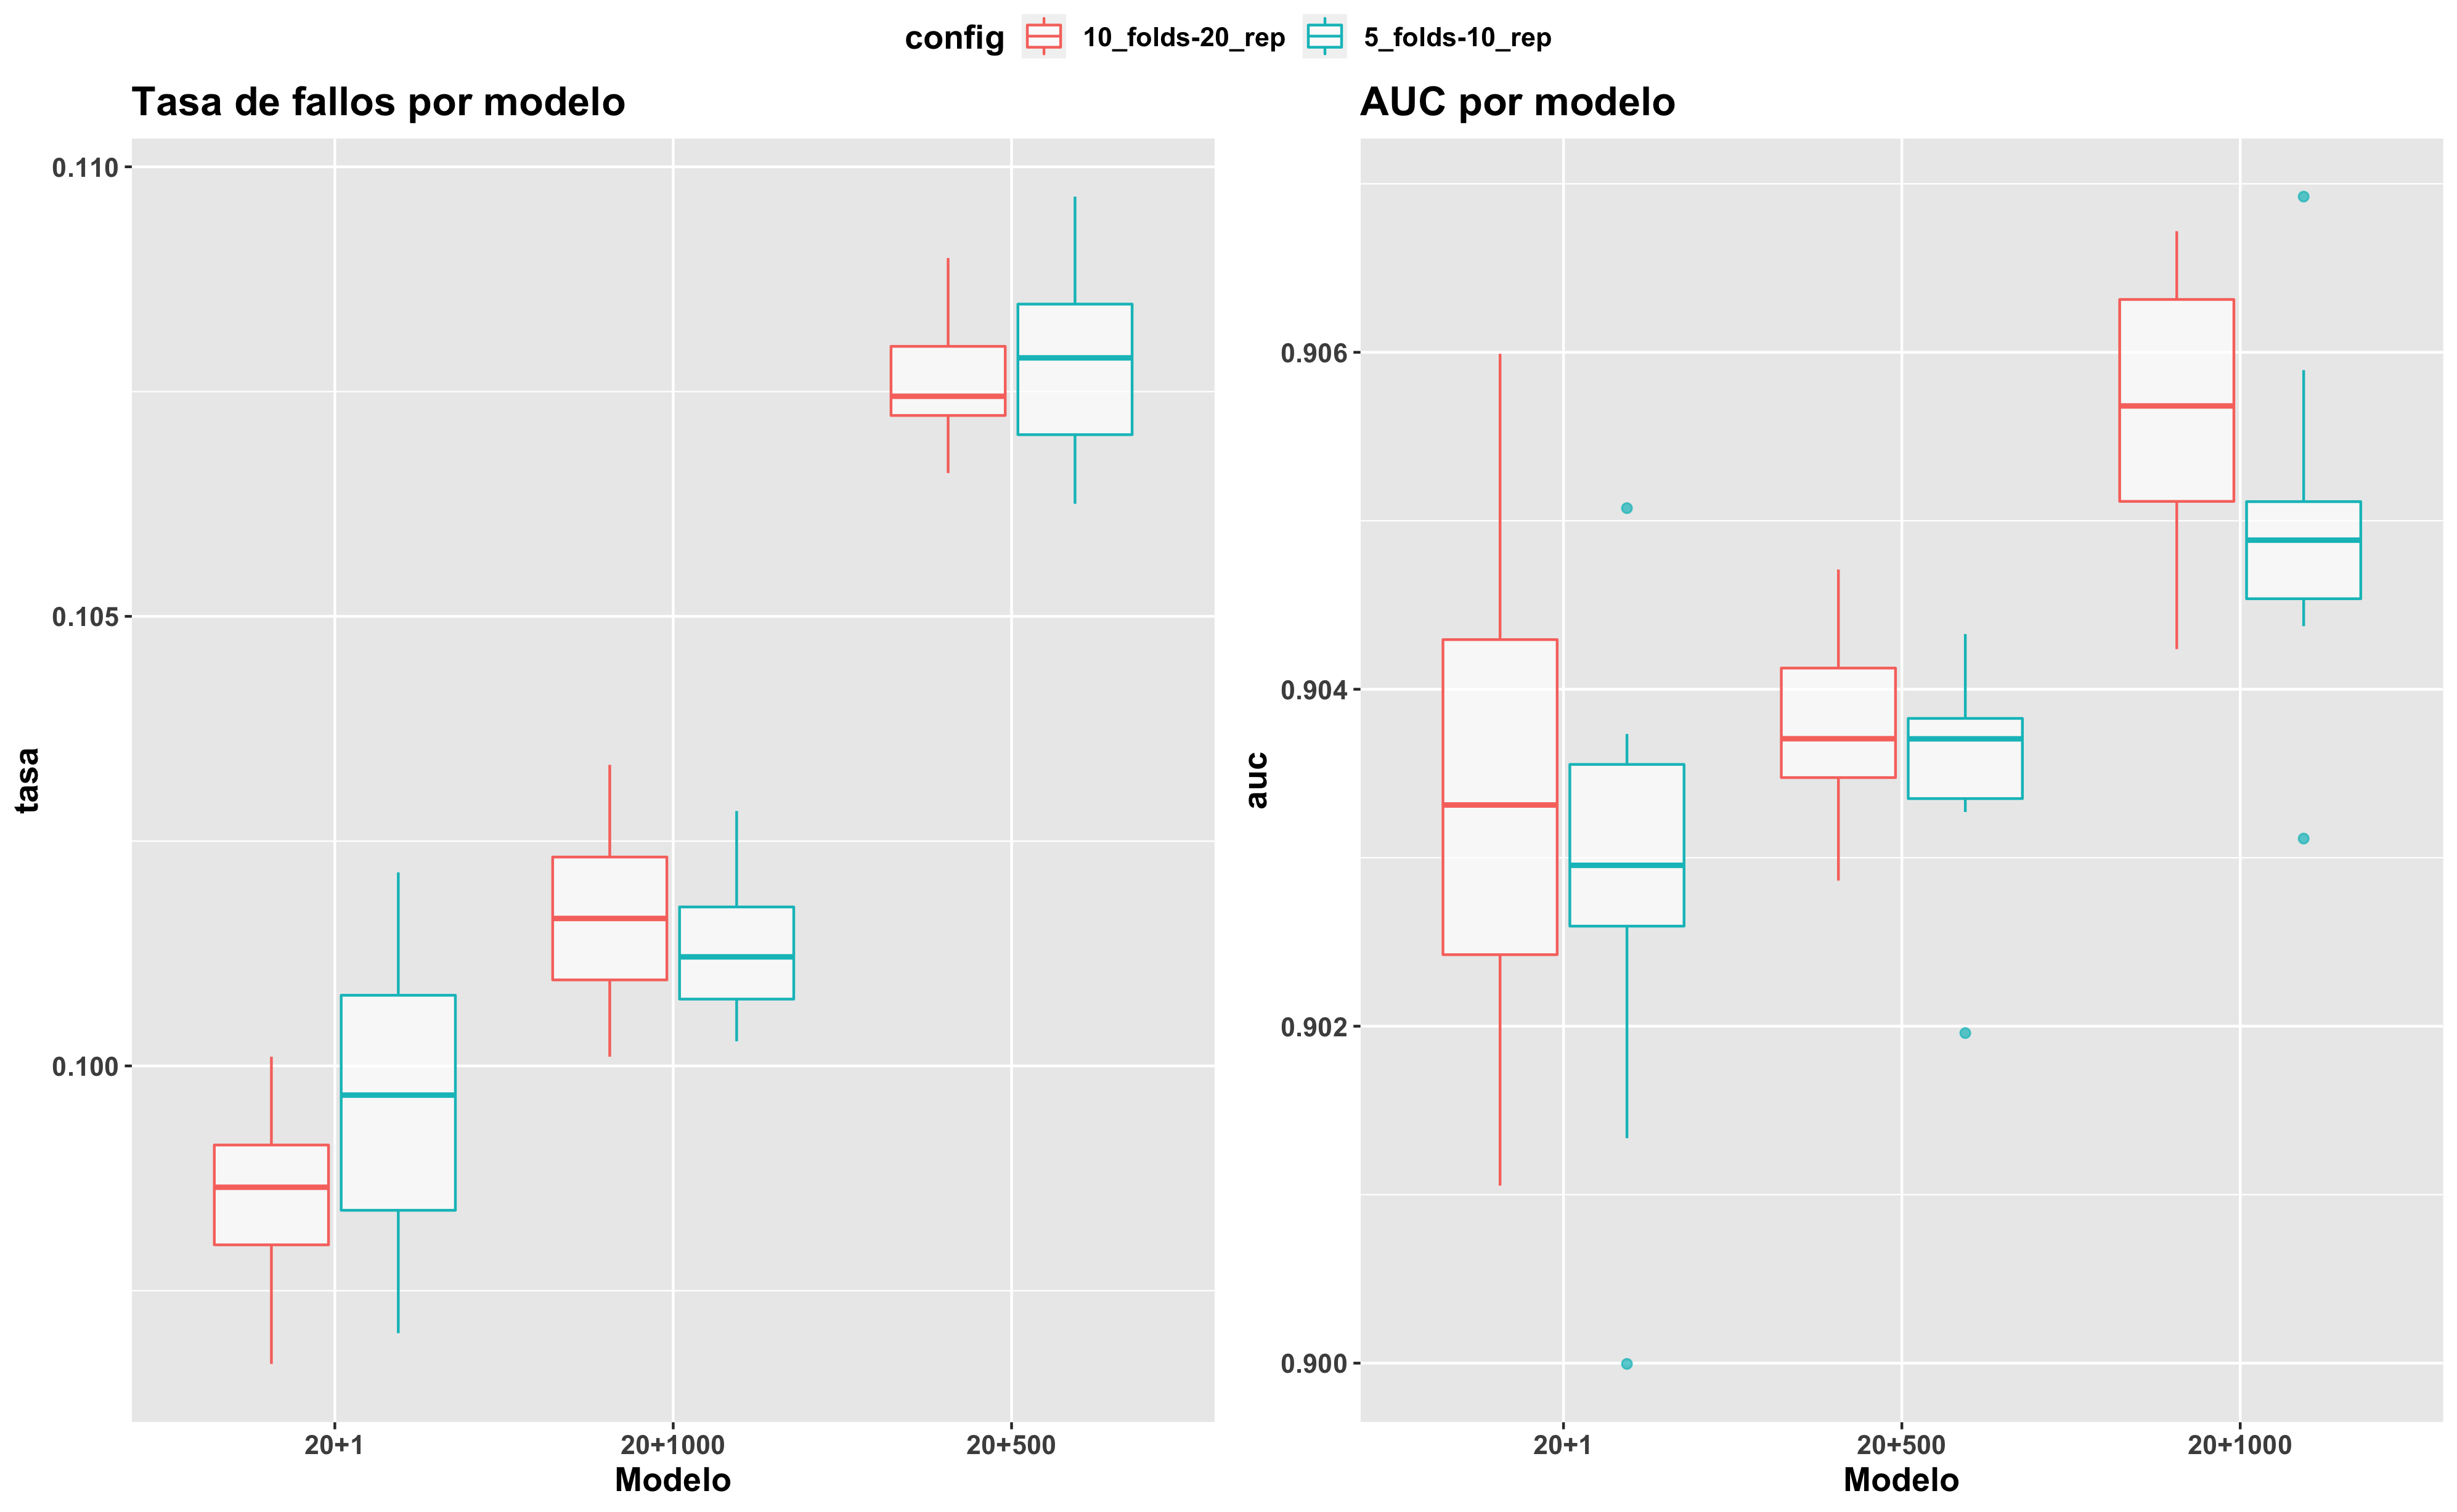 config 10_folds-20_rep 5_folds-10_rep
Tasa de fallos por modelo
0.110
0.105
0.100
tasa
20+1 20+1000 20+500
Modelo
AUC por modelo
0.906
0.904
0.902
0.900
auc
20+1 20+500 20+1000
Modelo